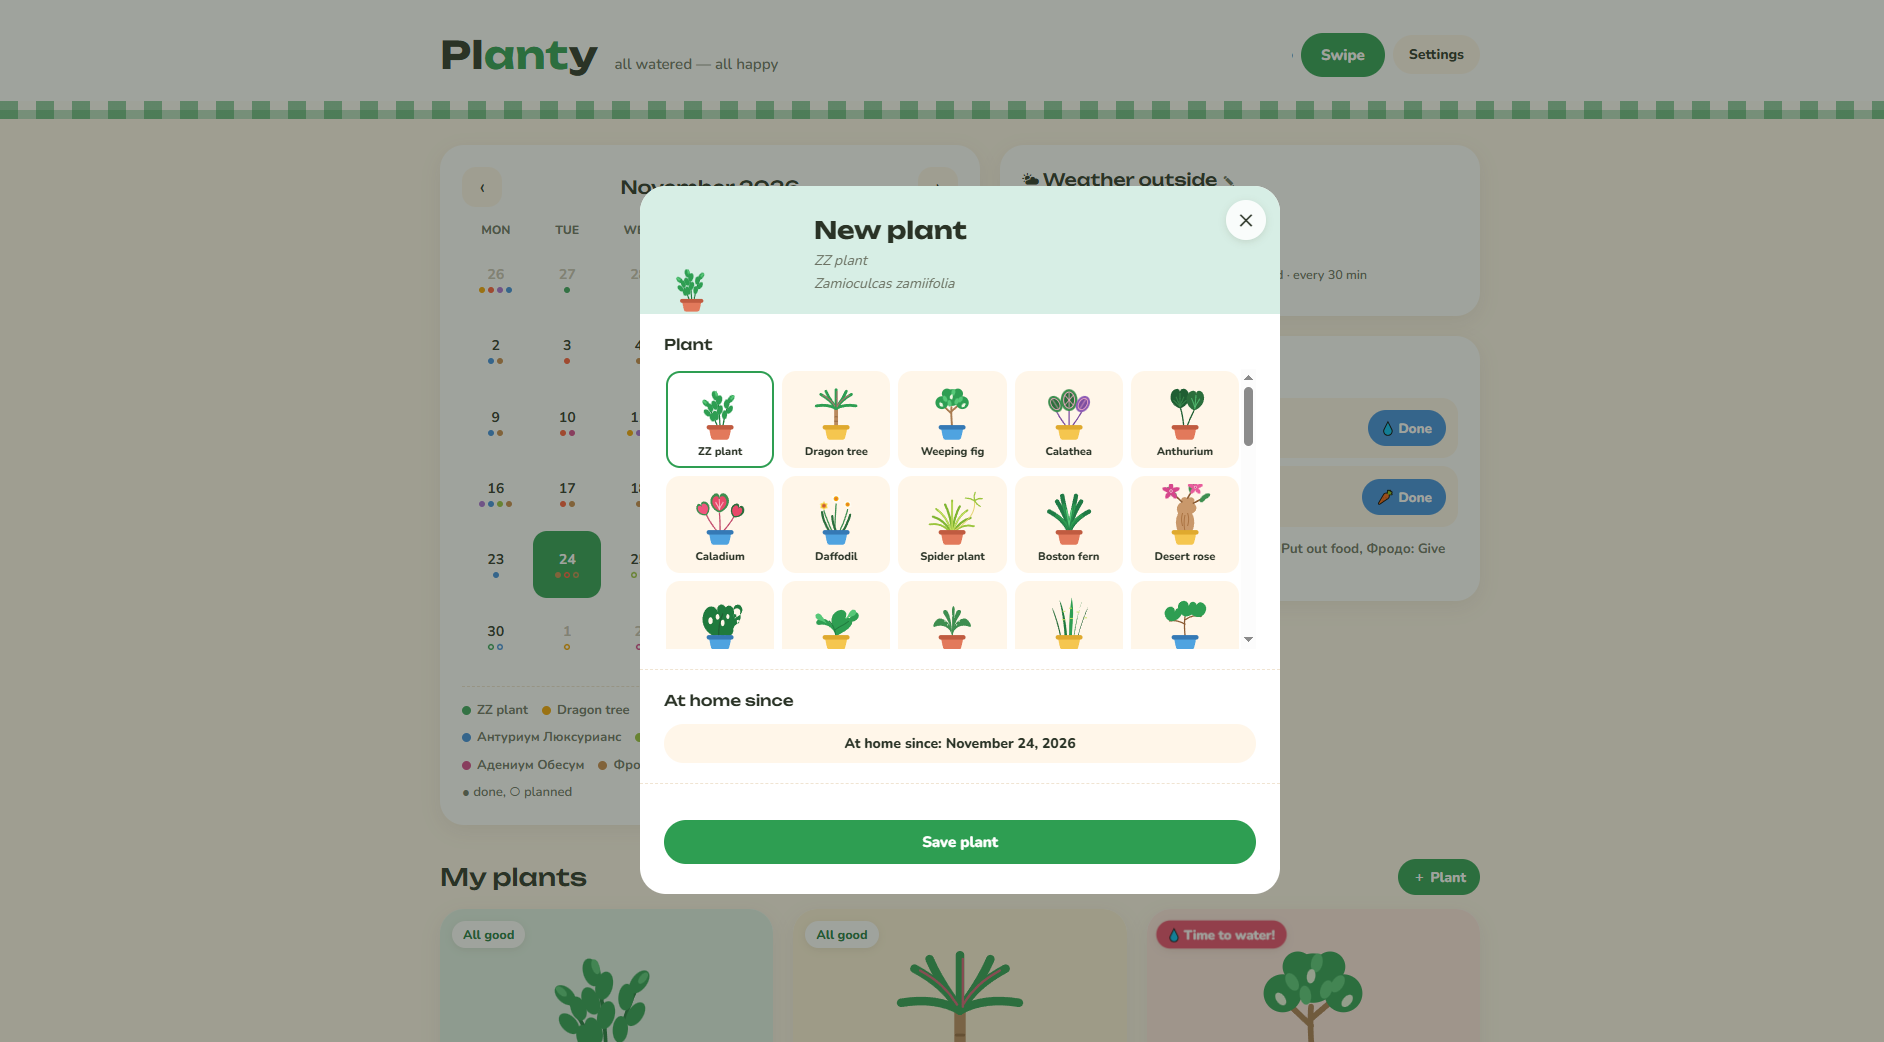 Planty
all watered — all happy
Swipe
Settings
‹
November 2026
Weather outside
MON TUE
26 27
every 30 min
2 3
9 10
16 17
23 24
30 1
ZZ plant Dragon tree
Антуриум Люксурианс
Адениум Обесум
done, planned
Done
Done
Put out food, Фродо: Give
New plant
ZZ plant
Zamioculcas zamiifolia
Plant
ZZ plant
Dragon tree
Weeping fig
Calathea
Anthurium
Caladium
Daffodil
Spider plant
Boston fern
Desert rose
At home since
At home since: November 24, 2026
Save plant
My plants
+ Plant
All good
All good
Time to water!